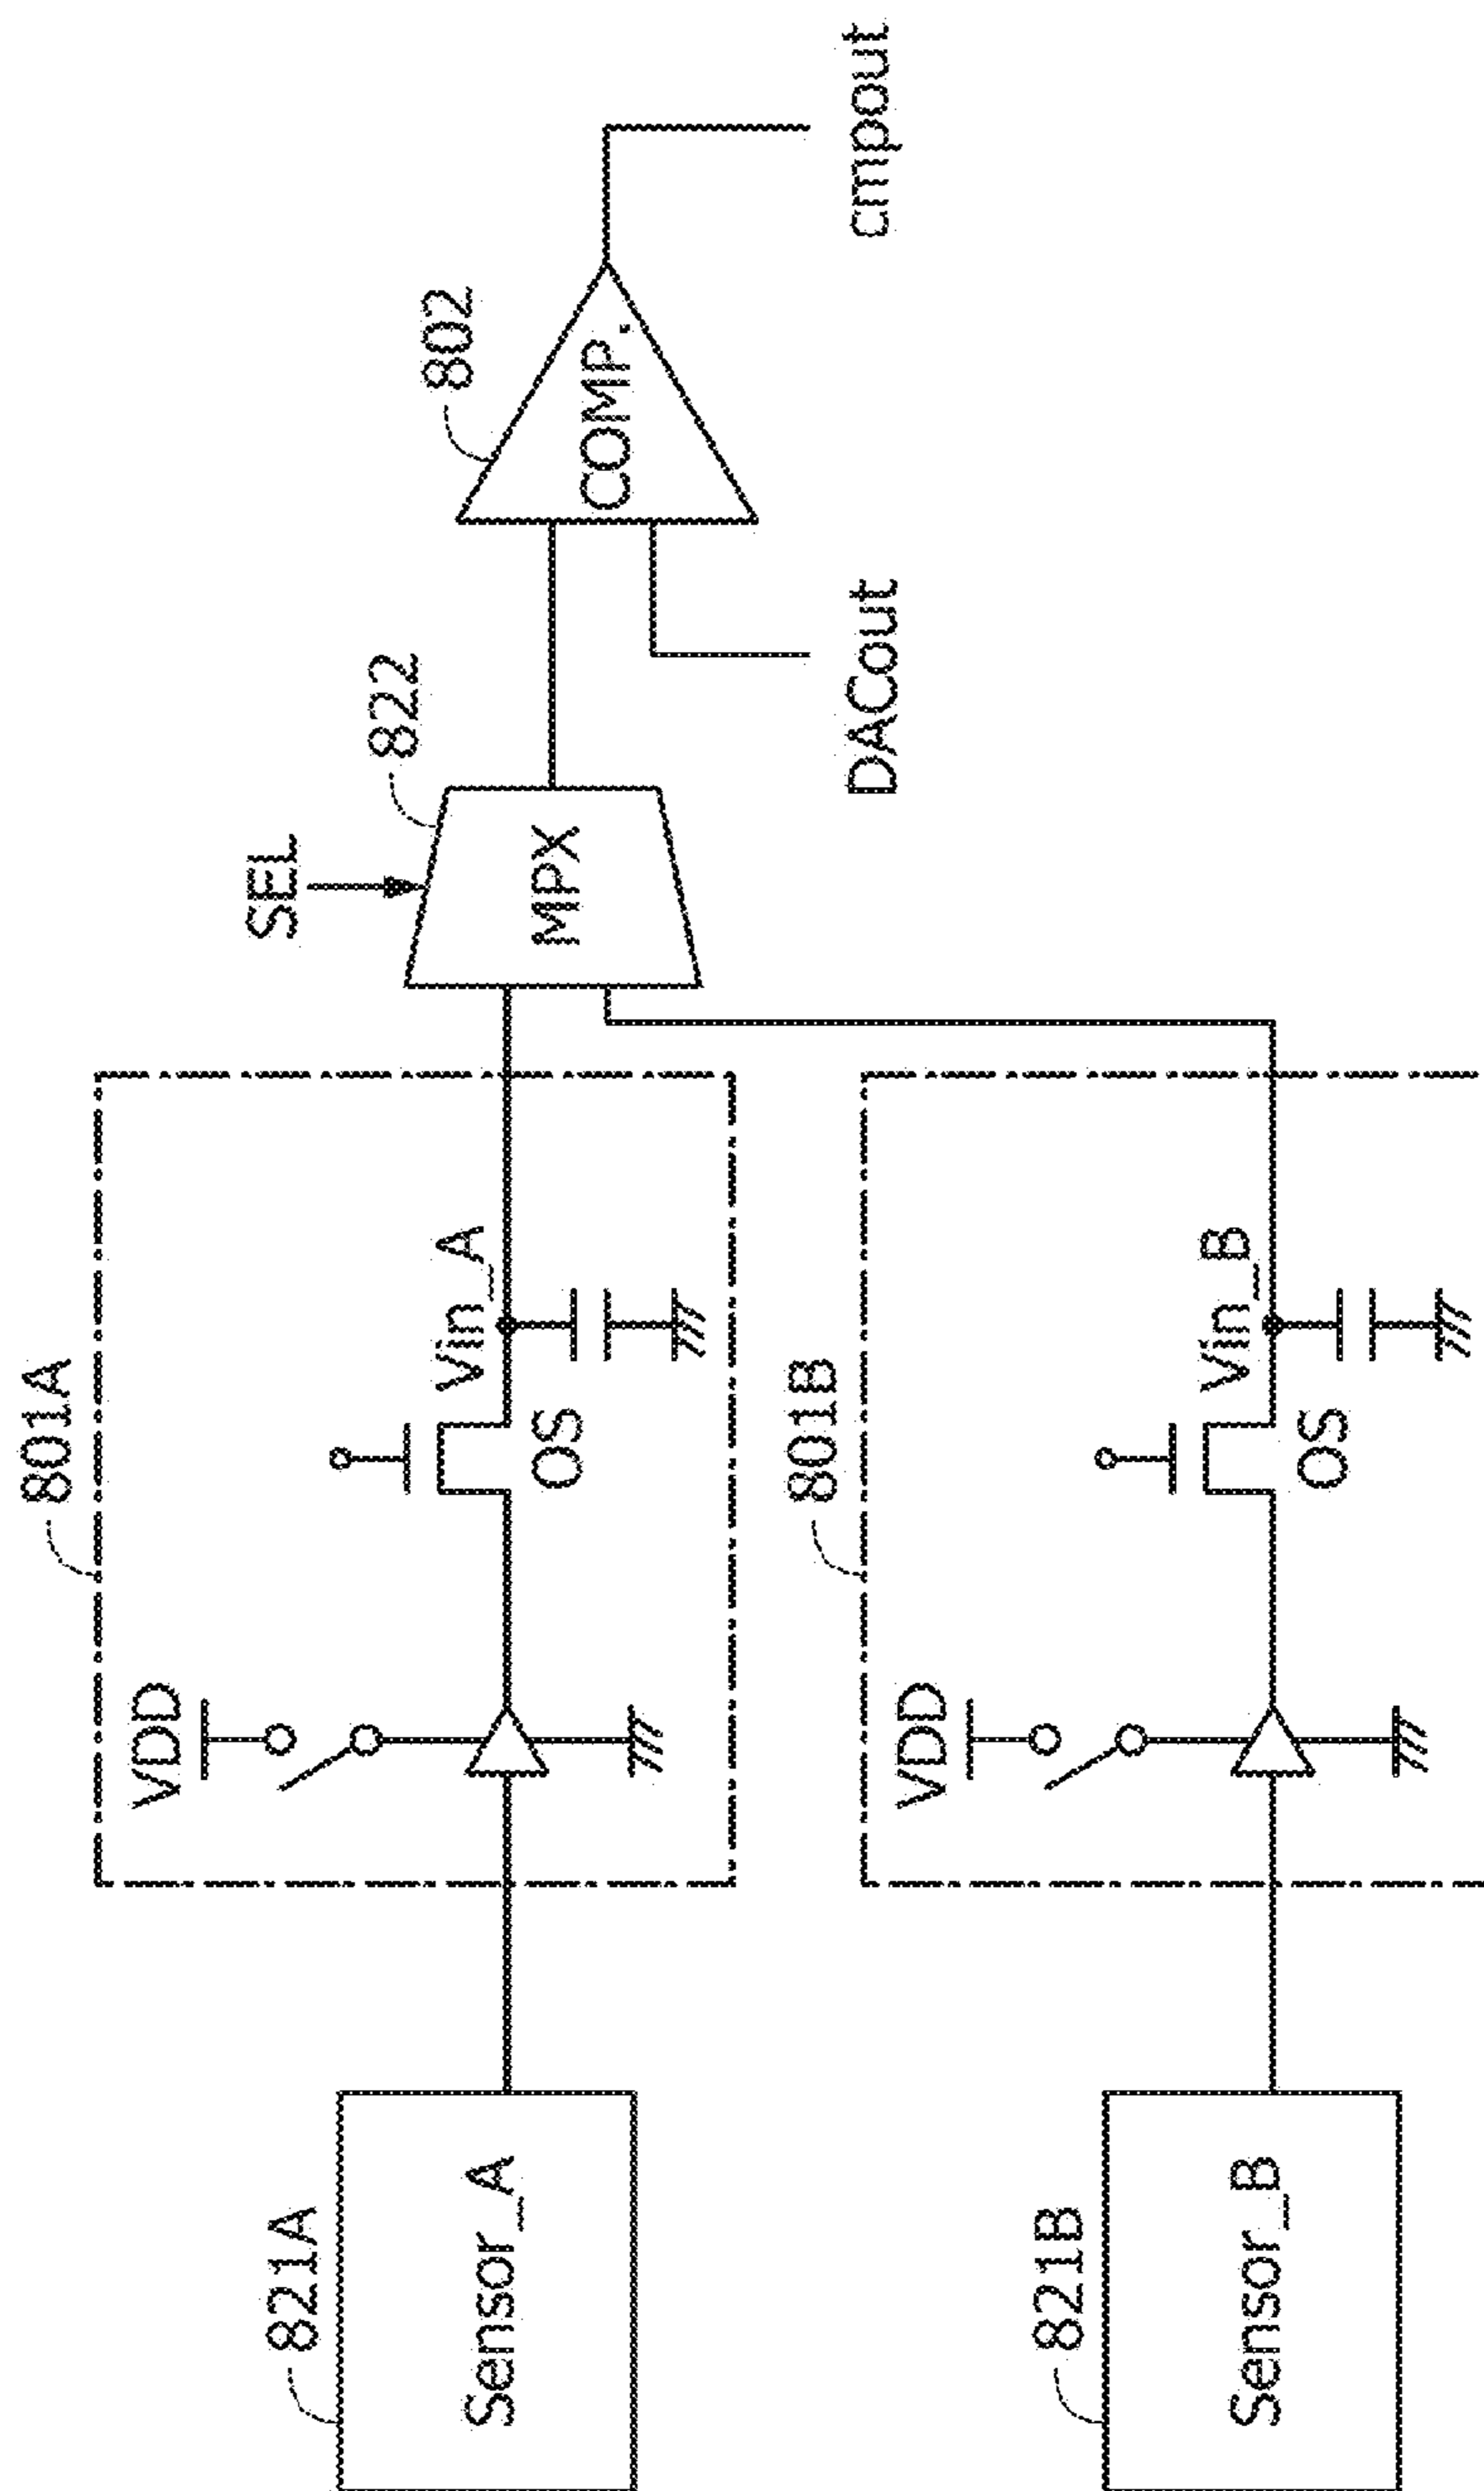 821A
Sensor_A
801A
VDD
OS
Vin_A
SEL
822
MPX
802
COMP.
DACout
cmpout
821B
Sensor_B
801B
VDD
OS
Vin_B